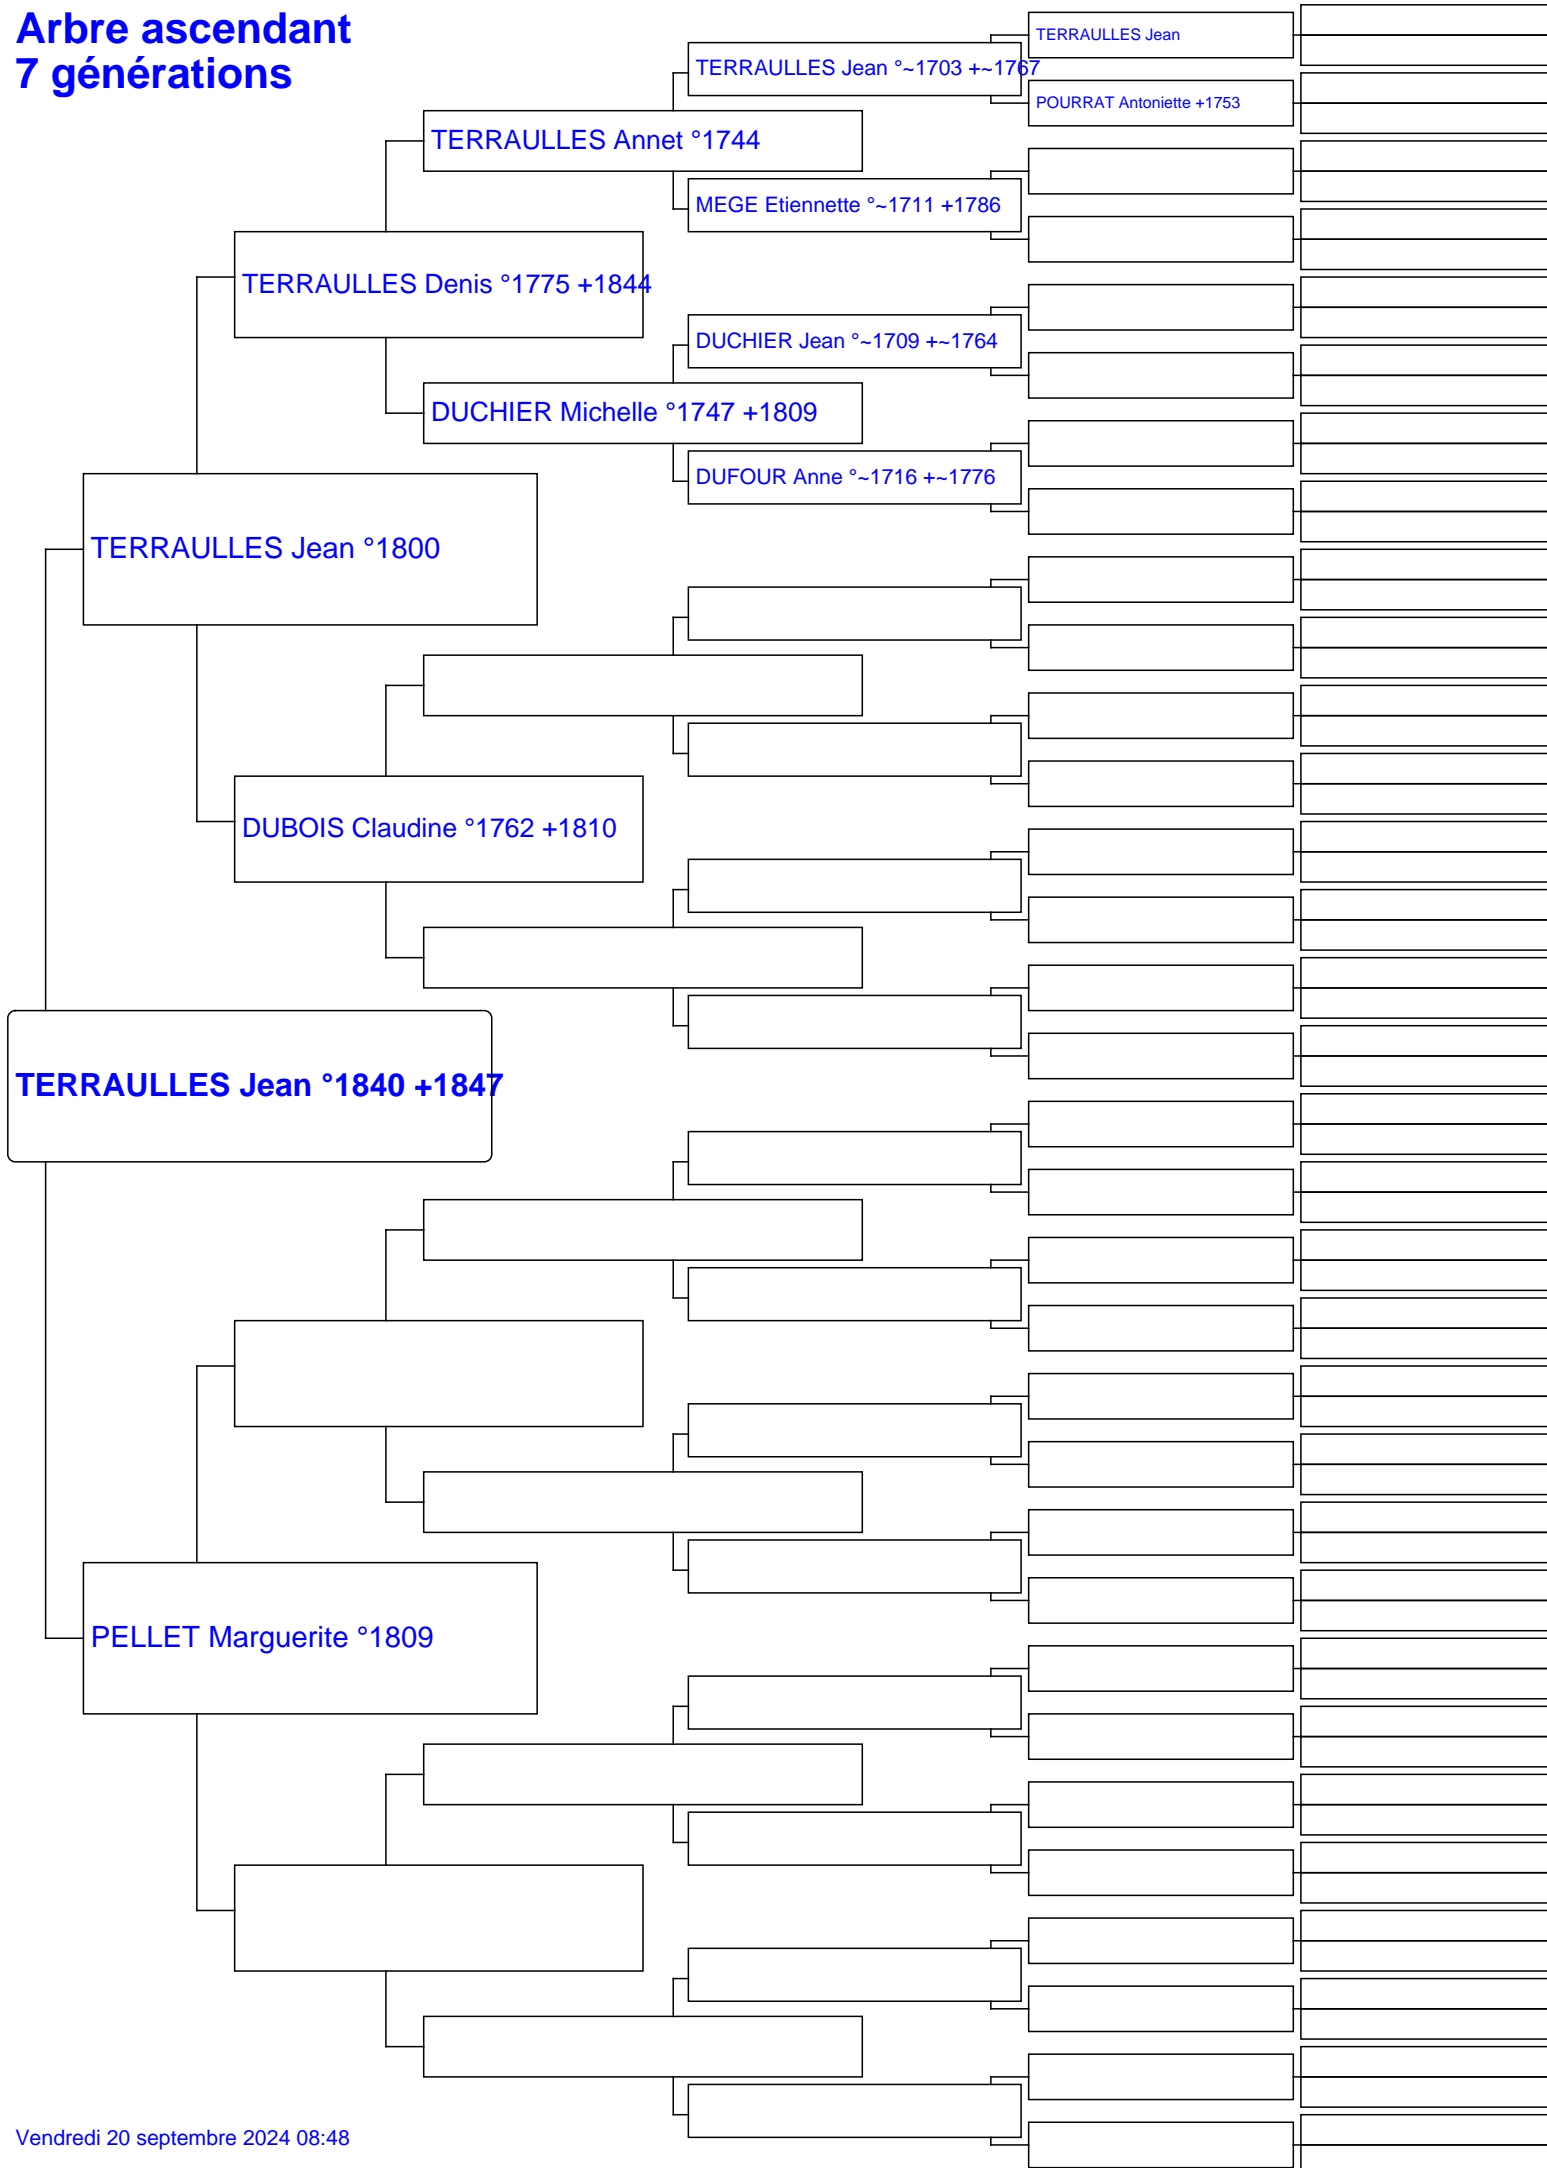 Arbre ascendant
7 générations
TERRAULLES Jean
TERRAULLES Jean °~1703 +~1767
POURRAT Antoniette +1753
TERRAULLES Annet °1744
MEGE Etiennette °~1711 +1786
TERRAULLES Denis °1775 +1844
DUCHIER Jean °~1709 +~1764
DUCHIER Michelle °1747 +1809
DUFOUR Anne °~1716 +~1776
TERRAULLES Jean °1800
DUBOIS Claudine °1762 +1810
TERRAULLES Jean °1840 +1847
PELLET Marguerite °1809
Vendredi 20 septembre 2024 08:48